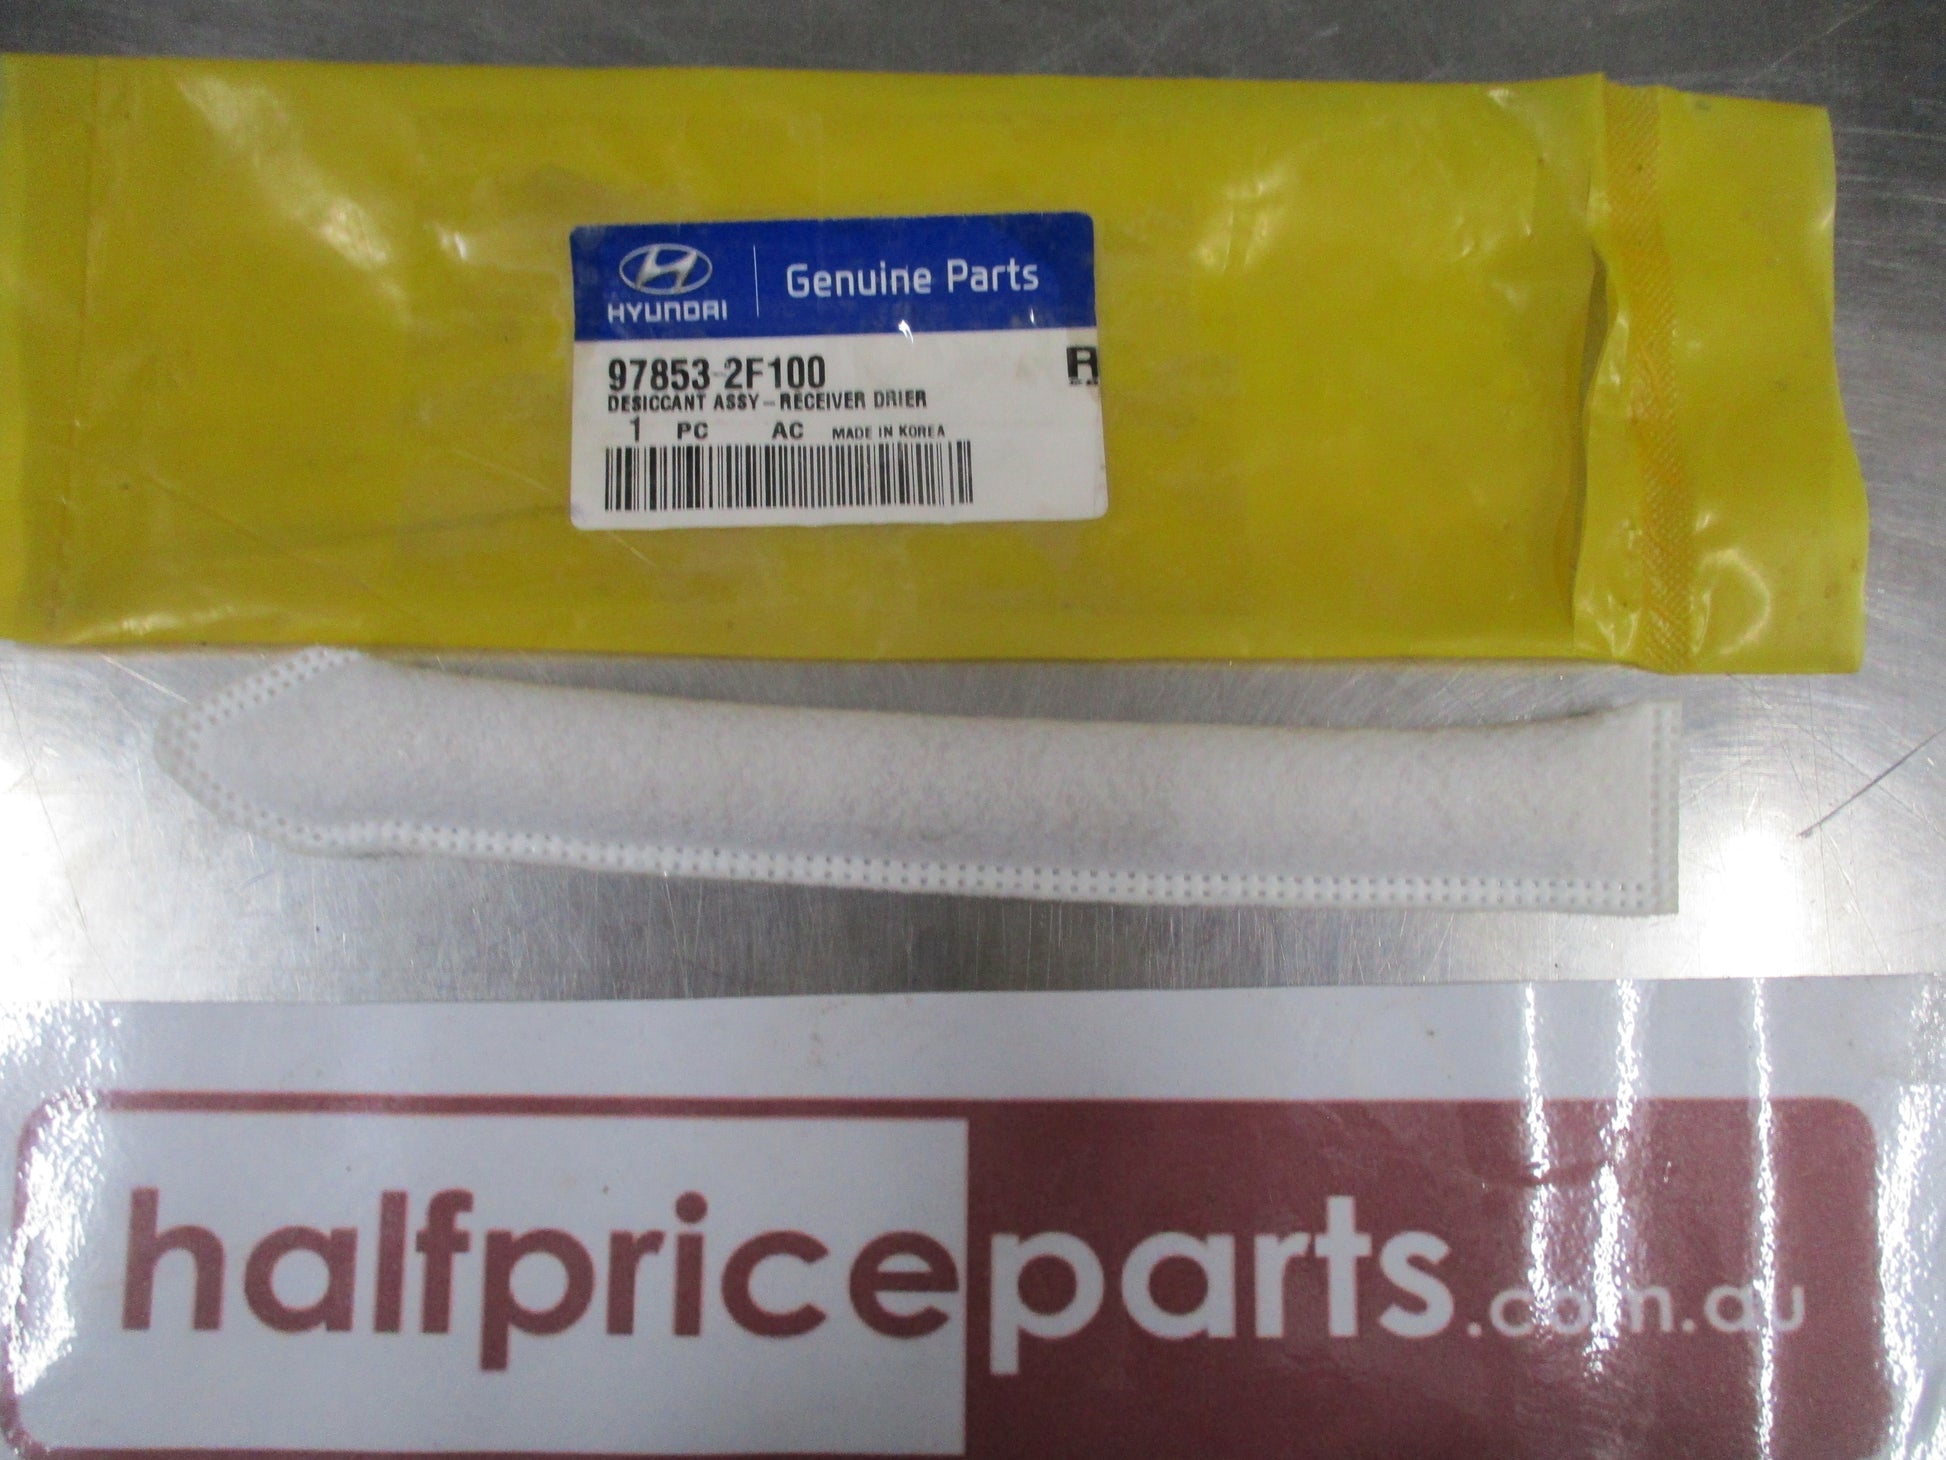 HYUNDAI
Genuine Parts
97853-2F100
R
DESICCANT ASSY-RECEIVER DRIER
1 PC AC MADE IN KOREA
halfpriceparts.com.au